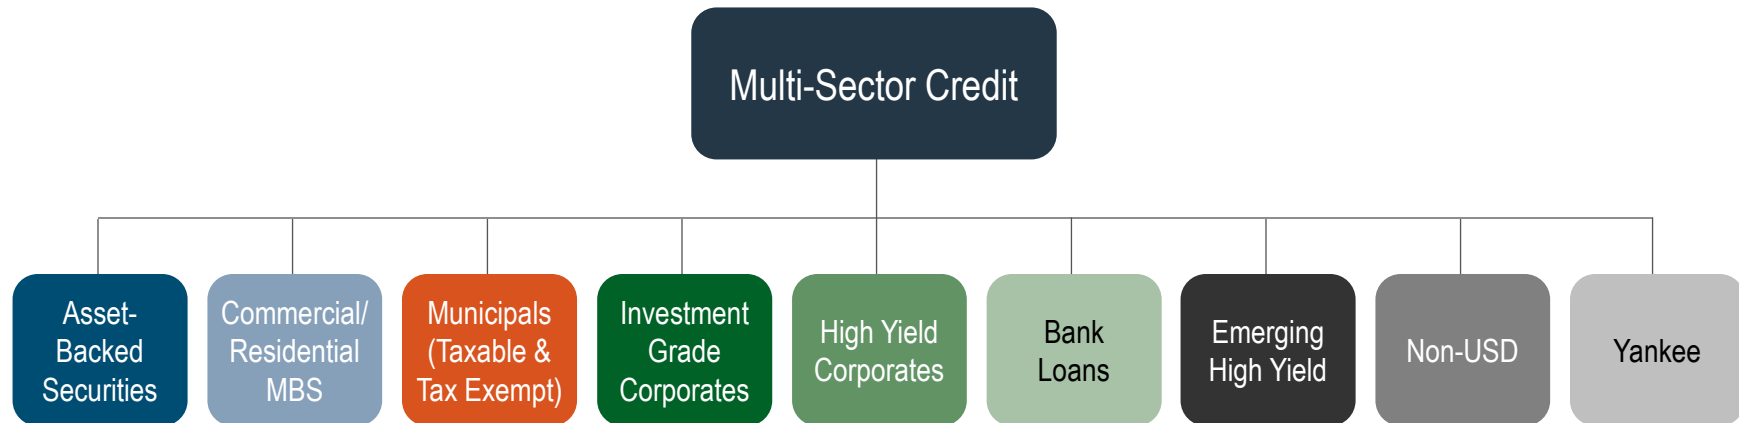 Multi-Sector Credit
Asset-
Backed
Securities
Commercial/
Residential
MBS
Municipals
(Taxable &
Tax Exempt)
Investment
Grade
Corporates
High Yield
Corporates
Bank
Loans
Emerging
High Yield
Non-USD
Yankee